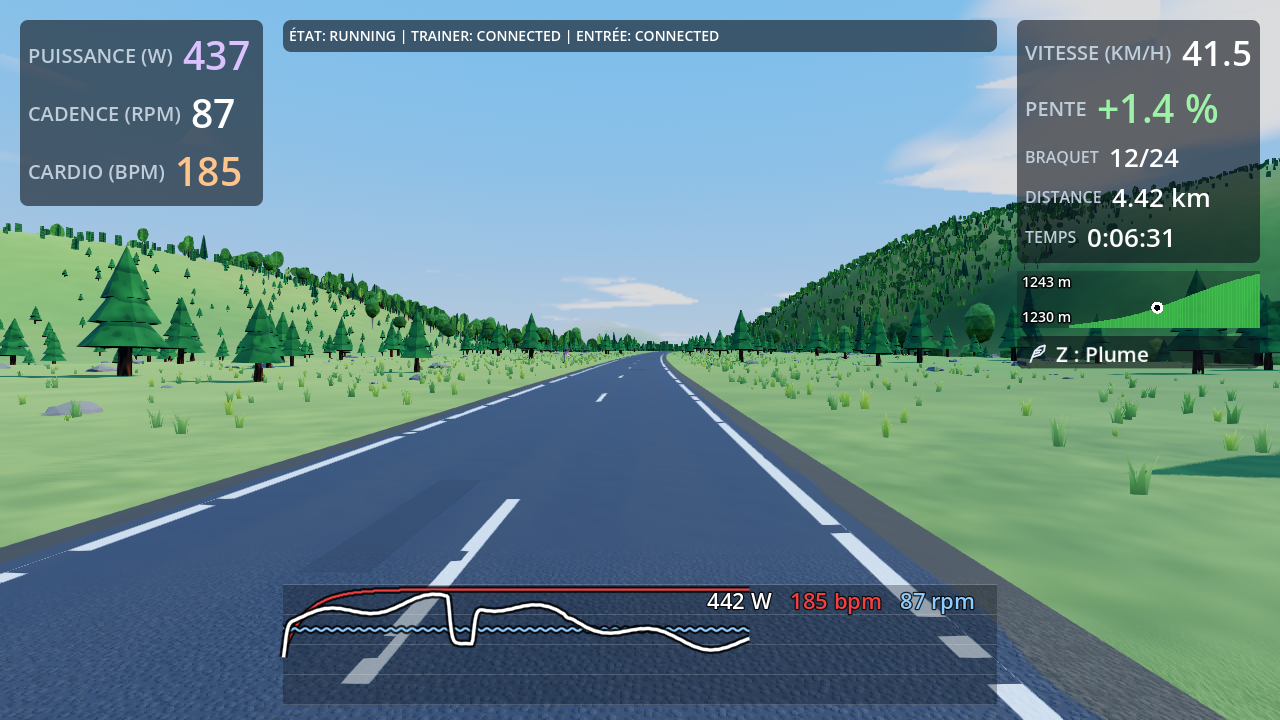 PUISSANCE (W) 437
CADENCE (RPM) 87
CARDIO (BPM) 185
ÉTAT: RUNNING | TRAINER: CONNECTED | ENTRÉE: CONNECTED
VITESSE (KM/H) 41.5
PENTE +1.4 %
BRAQUET 12/24
DISTANCE 4.42 km
TEMPS 0:06:31
1243 m
1230 m
Z : Plume
442 W 185 bpm 87 rpm